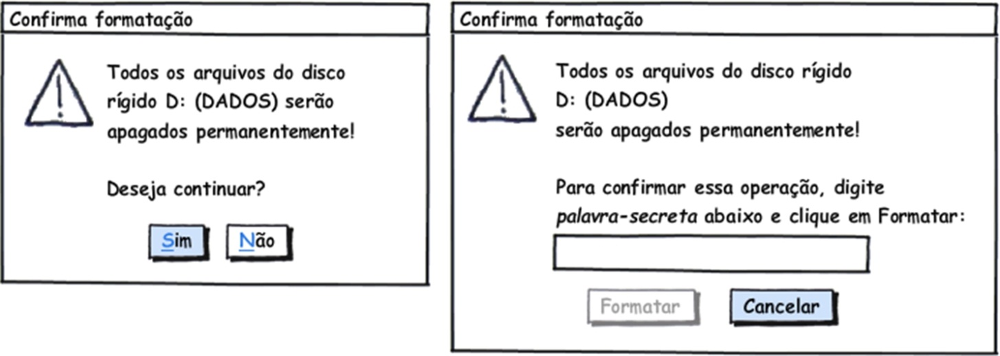 Confirma formatação
Todos os arquivos do disco
rígido D: (DADOS) serão
apagados permanentemente!
Deseja continuar?
Sim Não
Confirma formatação
Todos os arquivos do disco rígido
D: (DADOS)
serão apagados permanentemente!
Para confirmar essa operação, digite
palavra-secreta abaixo e clique em Formatar:
Formatar Cancelar